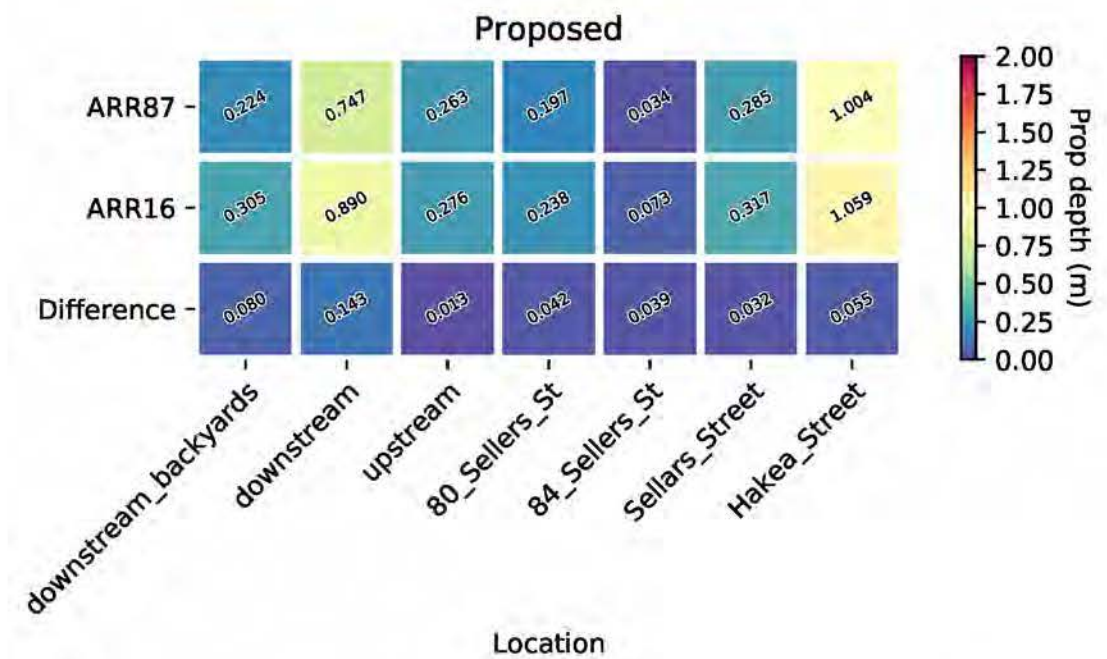 Proposed
ARR87
0.224 0.747 0.263 0.197 0.034 0.285 1.004
ARR16
0.305 0.890 0.276 0.238 0.073 0.317 1.059
Difference
0.080 0.143 0.013 0.042 0.039 0.032 0.055
downstream_backyards
downstream
upstream
80_Sellers_St
84_Sellers_St
Sellars_Street
Hakea_Street
Location
2.00
1.75
1.50
1.25
1.00
0.75
0.50
0.25
0.00
Prop depth (m)